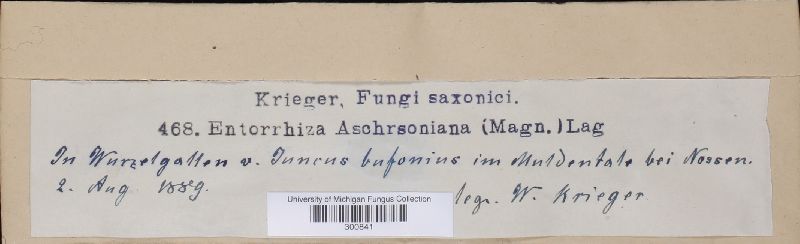 Krieger, Fungi saxonici.
468. Entorrhiza Aschrsoniana (Magn.) Lag
In Wurzelgallen v. Juncus bufonius im Muldentale bei Nossen.
2. Aug 1889. legr. W. Krieger
University of Michigan Fungus Collection
300841